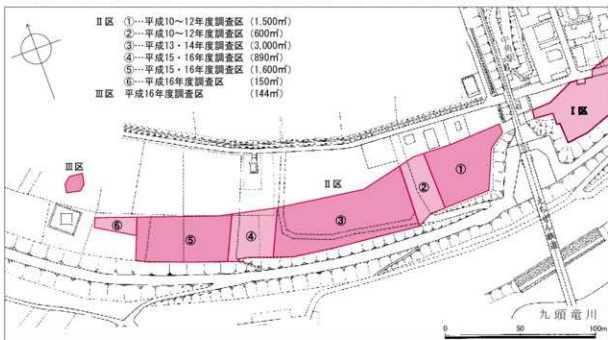 Ⅱ区 ①…平成10～12年度調査区 (1,500㎡)
②…平成10～12年度調査区 (600㎡)
③…平成13・14年度調査区 (3,000㎡)
④…平成15・16年度調査区 (890㎡)
⑤…平成15・16年度調査区 (1,600㎡)
⑥…平成16年度調査区 (150㎡)
Ⅲ区 平成16年度調査区 (144㎡)
Ⅰ区
Ⅲ区
Ⅱ区
①
②
③
④
⑤
⑥
九頭竜川
0 50 100m